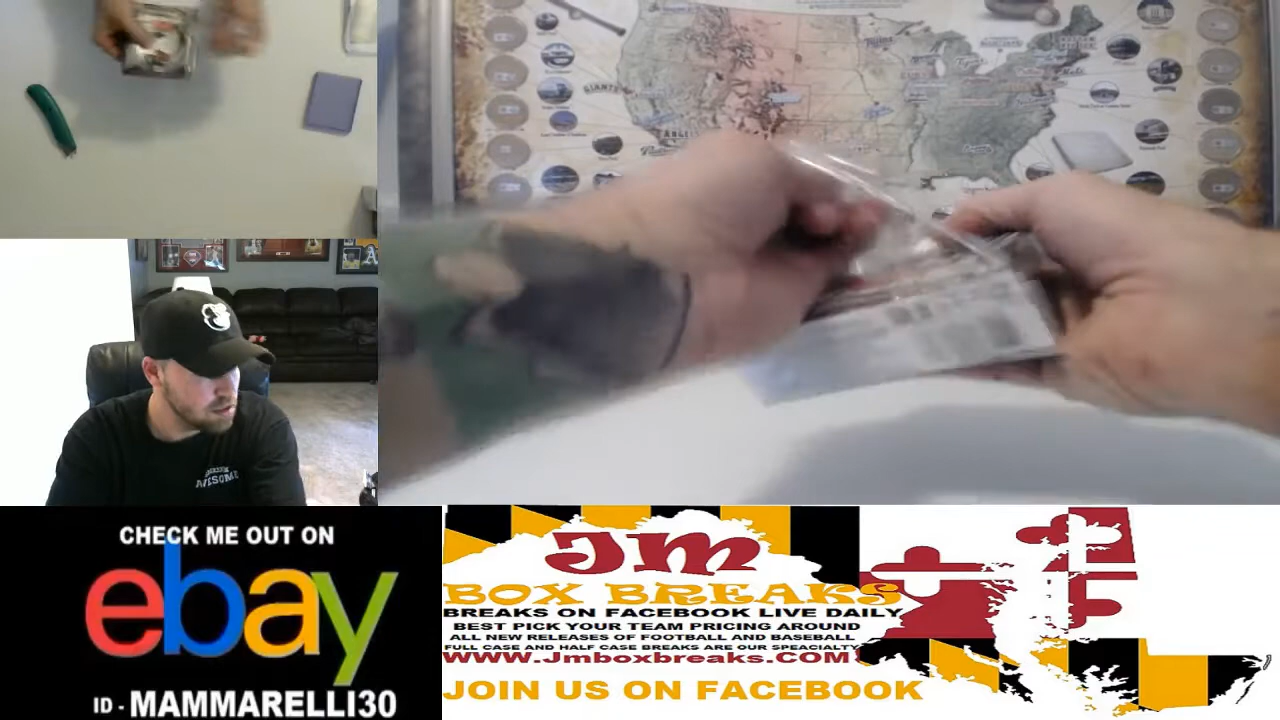 GIANTS
AWESOME
CHECK ME OUT ON
ebay
ID - MAMMARELLI30
JM
BOX BREAKS
BREAKS ON FACEBOOK LIVE DAILY
BEST PICK YOUR TEAM PRICING AROUND
ALL NEW RELEASES OF FOOTBALL AND BASEBALL
FULL CASE AND HALF CASE BREAKS ARE OUR SPEACIALTY
WWW.Jmboxbreaks.COM
JOIN US ON FACEBOOK